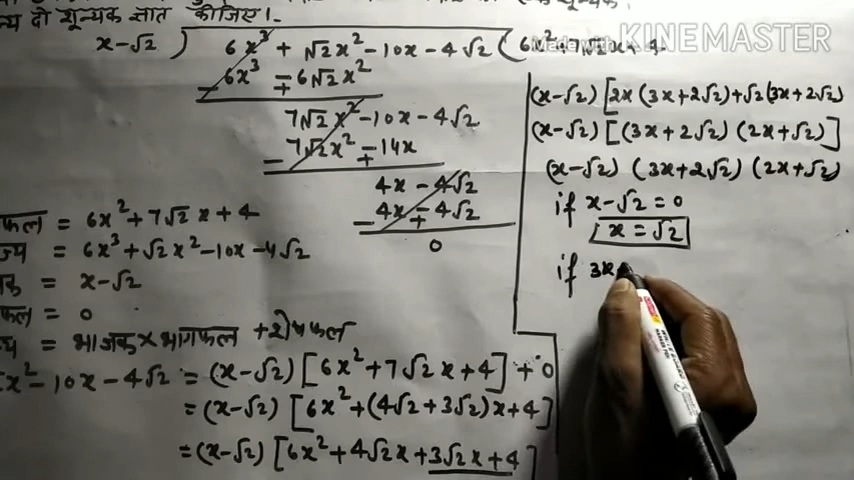 दो शून्यक ज्ञात कीजिए।
Made with KINEMASTER
x-√2 ) 6x³ + √2x² - 10x - 4√2 ( 6x² + 7√2x + 4
- 6x³ ∓ 6√2x²
7√2x² - 10x - 4√2
- 7√2x² ∓ 14x
4x - 4√2
- 4x ∓ 4√2
0
फल = 6x² + 7√2x + 4
ज्य = 6x³ + √2x² - 10x - 4√2
क = x - √2
फल = 0
्य = भाजक × भागफल + शेषफल
x² - 10x - 4√2 = (x-√2) [6x² + 7√2x + 4] + 0
= (x-√2) [6x² + (4√2 + 3√2)x + 4]
= (x-√2) [6x² + 4√2x + 3√2x + 4]
(x-√2) [2x (3x + 2√2) + √2 (3x + 2√2)
(x-√2) [(3x + 2√2) (2x + √2)]
(x-√2) (3x + 2√2) (2x + √2)
if x - √2 = 0
x = √2
if 3x